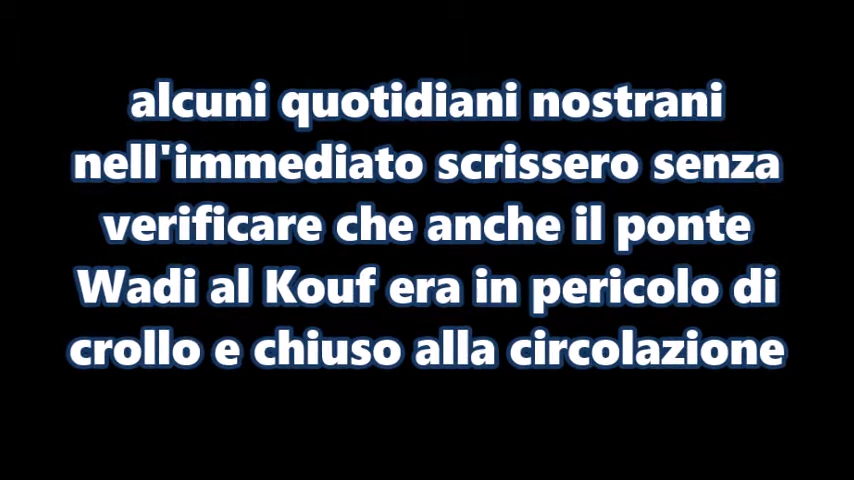 alcuni quotidiani nostrani
nell'immediato scrissero senza
verificare che anche il ponte
Wadi al Kouf era in pericolo di
crollo e chiuso alla circolazione